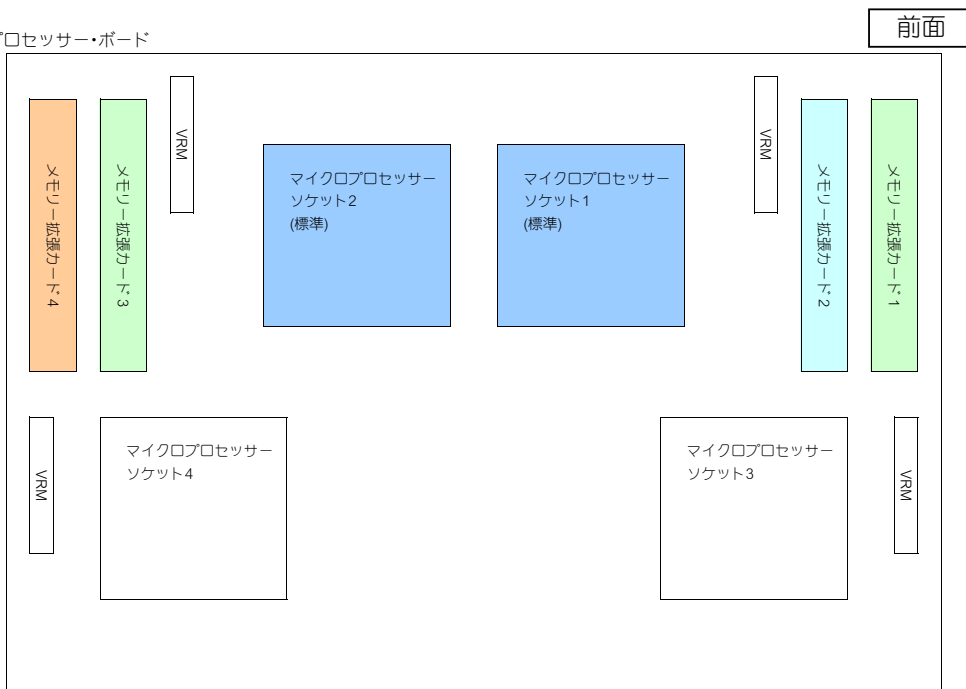 前面
プロセッサー・ボード
VRM
VRM
メモリー拡張カード 4
メモリー拡張カード 3
マイクロプロセッサー
ソケット2
(標準)
マイクロプロセッサー
ソケット1
(標準)
メモリー拡張カード 2
メモリー拡張カード 1
VRM
マイクロプロセッサー
ソケット4
マイクロプロセッサー
ソケット3
VRM